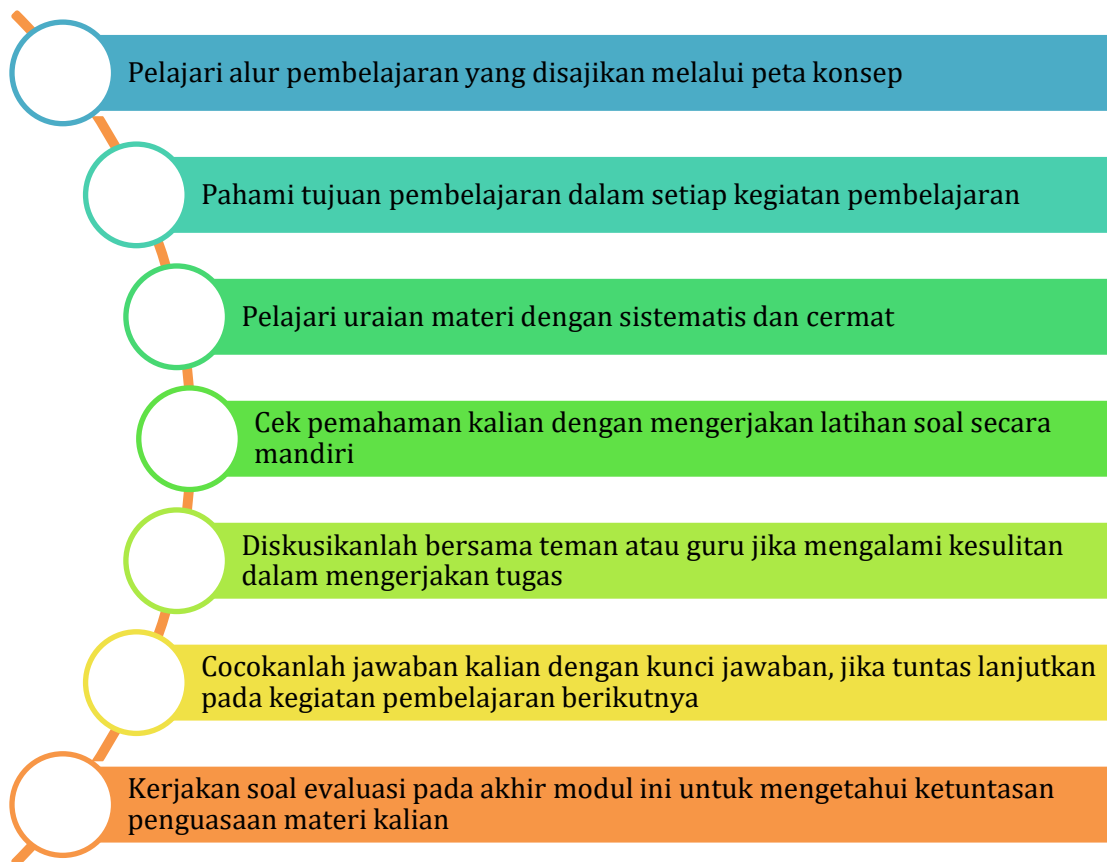 Pelajari alur pembelajaran yang disajikan melalui peta konsep
Pahami tujuan pembelajaran dalam setiap kegiatan pembelajaran
Pelajari uraian materi dengan sistematis dan cermat
Cek pemahaman kalian dengan mengerjakan latihan soal secara
mandiri
Diskusikanlah bersama teman atau guru jika mengalami kesulitan
dalam mengerjakan tugas
Cocokanlah jawaban kalian dengan kunci jawaban, jika tuntas lanjutkan
pada kegiatan pembelajaran berikutnya
Kerjakan soal evaluasi pada akhir modul ini untuk mengetahui ketuntasan
penguasaan materi kalian